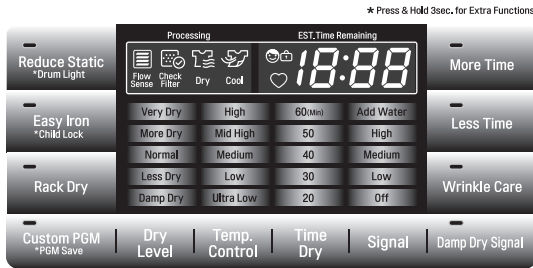 * Press & Hold 3sec. for Extra Functions
Processing EST.Time Remaining
18:88
Flow Sense Check Filter Dry Cool
Reduce Static
*Drum Light
More Time
Very Dry High 60(Min) Add Water
Easy Iron
*Child Lock
Less Time
More Dry Mid High 50 High
Normal Medium 40 Medium
Less Dry Low 30 Low
Rack Dry
Wrinkle Care
Damp Dry Ultra Low 20 Off
Custom PGM
*PGM Save
Dry Level
Temp. Control
Time Dry
Signal
Damp Dry Signal